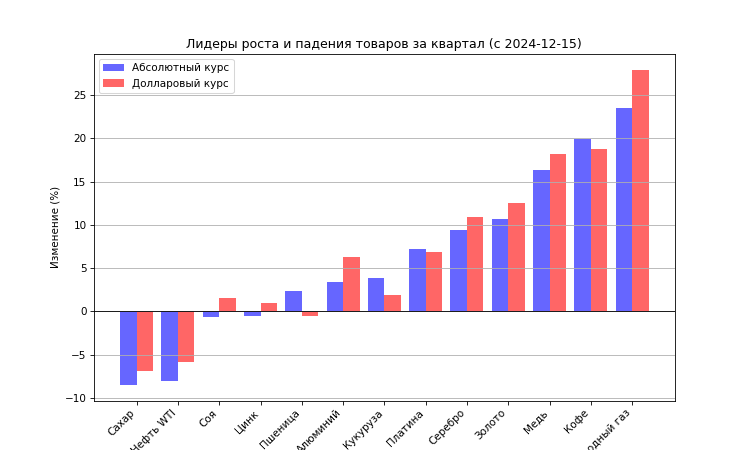 Лидеры роста и падения товаров за квартал (с 2024-12-15)
Абсолютный курс
Долларовый курс
Изменение (%)
25
20
15
10
5
0
−5
−10
Сахар
Нефть WTI
Соя
Цинк
Пшеница
Алюминий
Кукуруза
Платина
Серебро
Золото
Медь
Кофе
газ